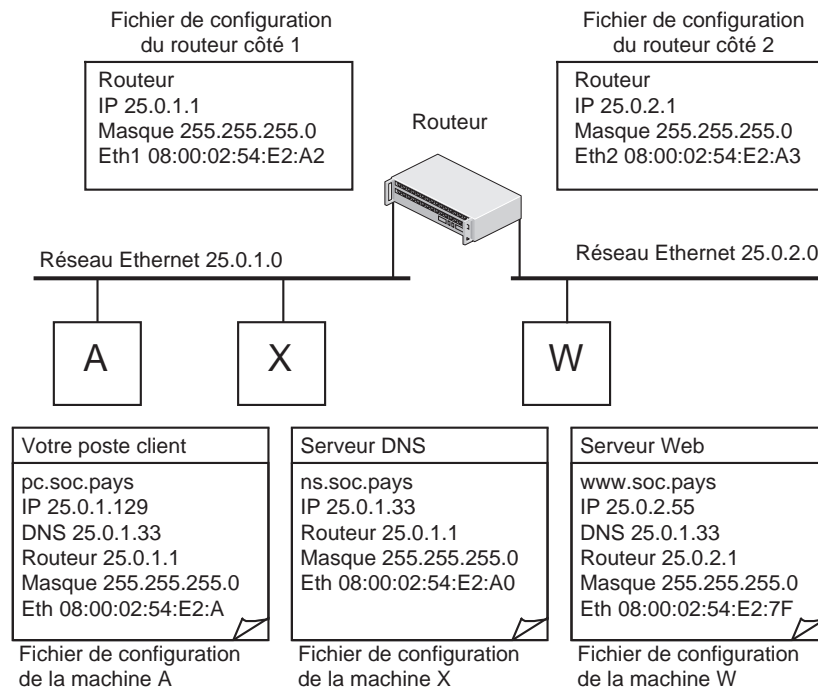 Fichier de configuration
du routeur côté 1
Fichier de configuration
du routeur côté 2
Routeur
IP 25.0.1.1
Masque 255.255.255.0
Eth1 08:00:02:54:E2:A2
Routeur
Routeur
IP 25.0.2.1
Masque 255.255.255.0
Eth2 08:00:02:54:E2:A3
Réseau Ethernet 25.0.1.0
Réseau Ethernet 25.0.2.0
A
X
W
Votre poste client
pc.soc.pays
IP 25.0.1.129
DNS 25.0.1.33
Routeur 25.0.1.1
Masque 255.255.255.0
Eth 08:00:02:54:E2:A
Fichier de configuration
de la machine A
Serveur DNS
ns.soc.pays
IP 25.0.1.33
Routeur 25.0.1.1
Masque 255.255.255.0
Eth 08:00:02:54:E2:A0
Fichier de configuration
de la machine X
Serveur Web
www.soc.pays
IP 25.0.2.55
DNS 25.0.1.33
Routeur 25.0.2.1
Masque 255.255.255.0
Eth 08:00:02:54:E2:7F
Fichier de configuration
de la machine W